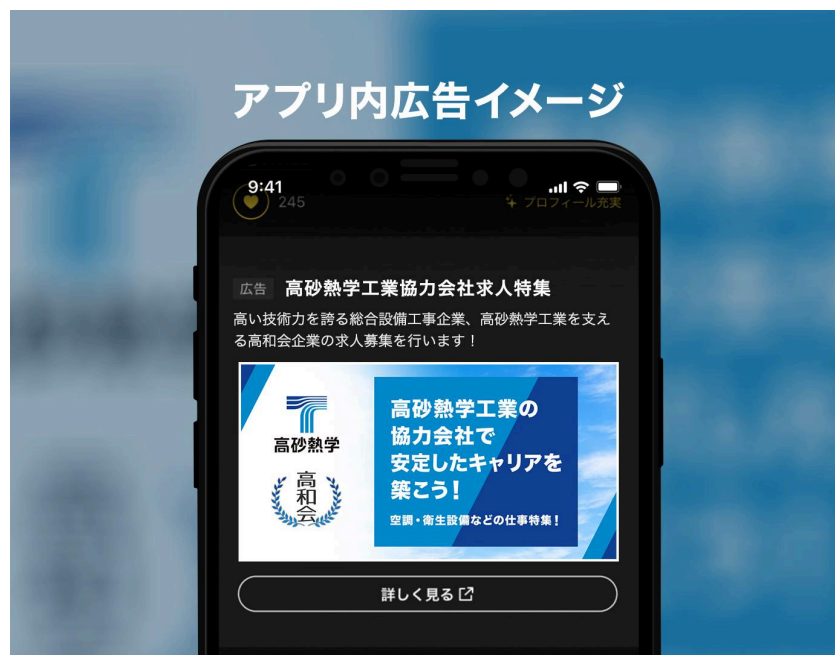 アプリ内広告イメージ
9:41
245
プロフィール充実
広告 高砂熱学工業協力会社求人特集
高い技術力を誇る総合設備工事企業、高砂熱学工業を支え
る高和会企業の求人募集を行います！
高砂熱学
高和会
高砂熱学工業の
協力会社で
安定したキャリアを
築こう！
空調・衛生設備などの仕事特集！
詳しく見る